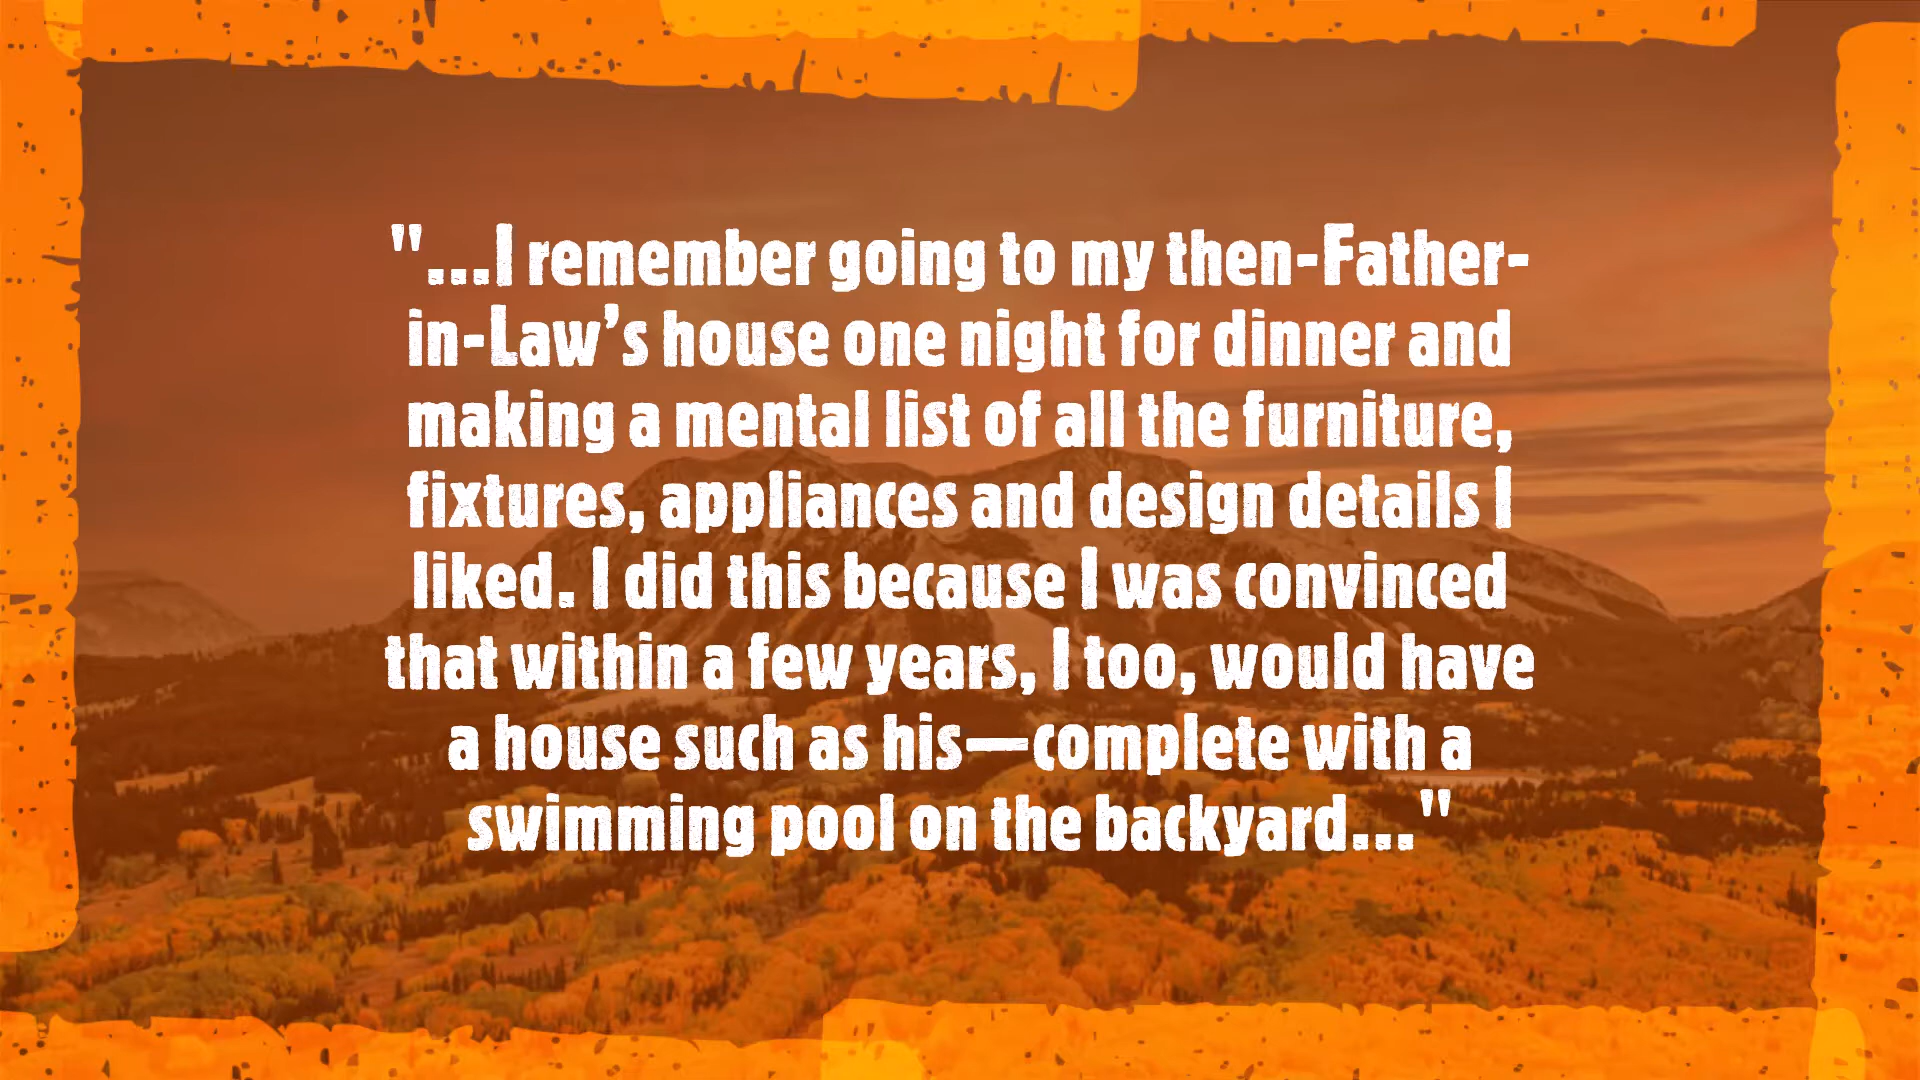 "...I remember going to my then-Father-
in-Law’s house one night for dinner and
making a mental list of all the furniture,
fixtures, appliances and design details I
liked. I did this because I was convinced
that within a few years, I too, would have
a house such as his—complete with a
swimming pool on the backyard..."